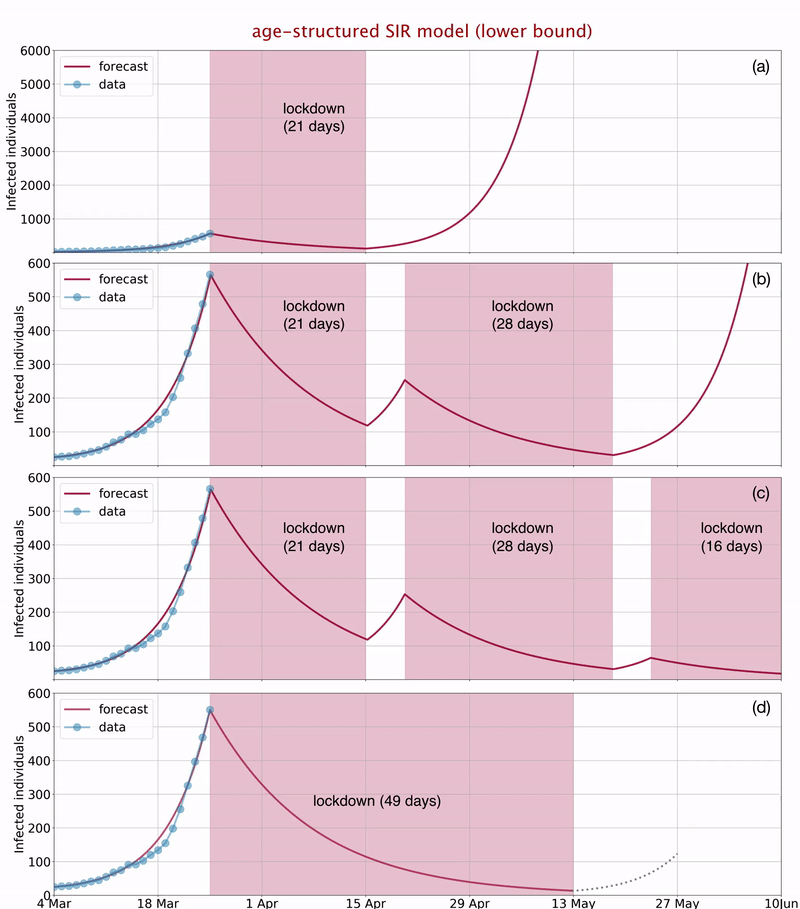 age-structured SIR model (lower bound)
6000
5000
4000
3000
2000
1000
Infected individuals
forecast
data
lockdown
(21 days)
(a)
600
500
400
300
200
100
Infected individuals
forecast
data
lockdown
(21 days)
lockdown
(28 days)
(b)
600
500
400
300
200
100
Infected individuals
forecast
data
lockdown
(21 days)
lockdown
(28 days)
lockdown
(16 days)
(c)
600
500
400
300
200
100
0
Infected individuals
forecast
data
lockdown (49 days)
(d)
4 Mar 18 Mar 1 Apr 15 Apr 29 Apr 13 May 27 May 10Jun